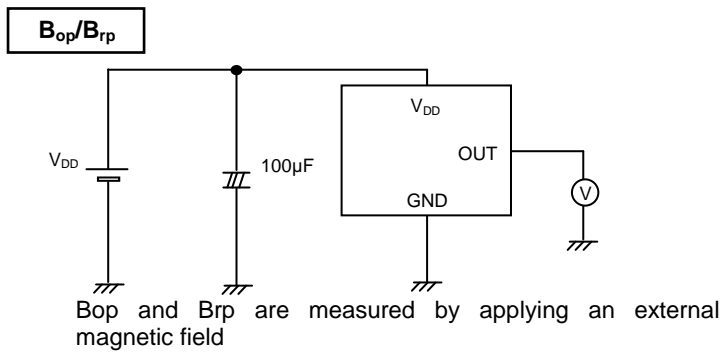 Bop/Brp
VDD
VDD
100µF
OUT
GND
V
Bop and Brp are measured by applying an external
magnetic field